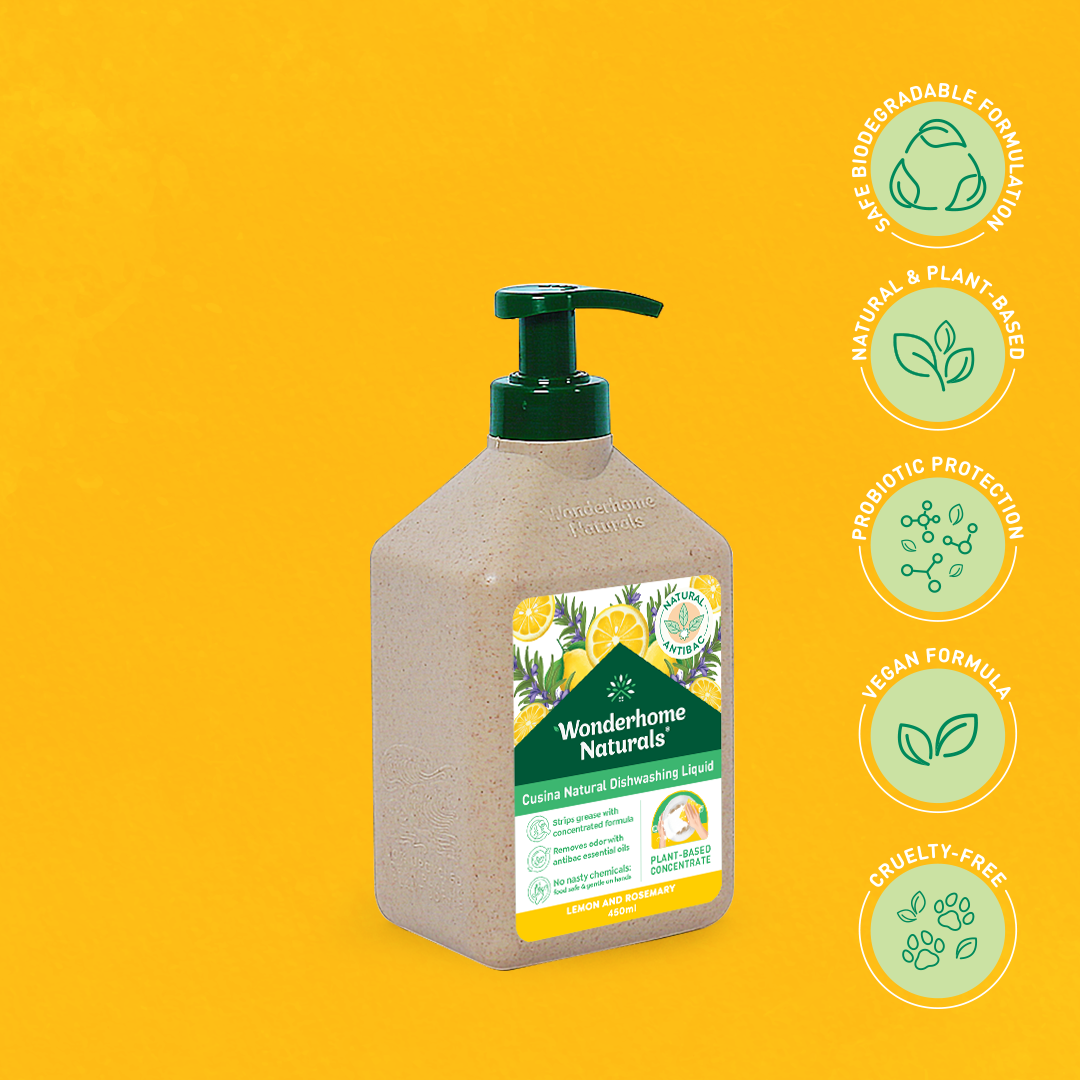 SAFE BIODEGRADABLE FORMULATION
NATURAL & PLANT-BASED
PROBIOTIC PROTECTION
VEGAN FORMULA
CRUELTY-FREE
Wonderhome
Naturals
NATURAL
ANTIBAC
Wonderhome
Naturals®
Cusina Natural Dishwashing Liquid
Strips grease with
concentrated formula
Removes odor with
antibac essential oils
No nasty chemicals:
food safe & gentle on hands
PLANT-BASED
CONCENTRATE
LEMON AND ROSEMARY
450ml